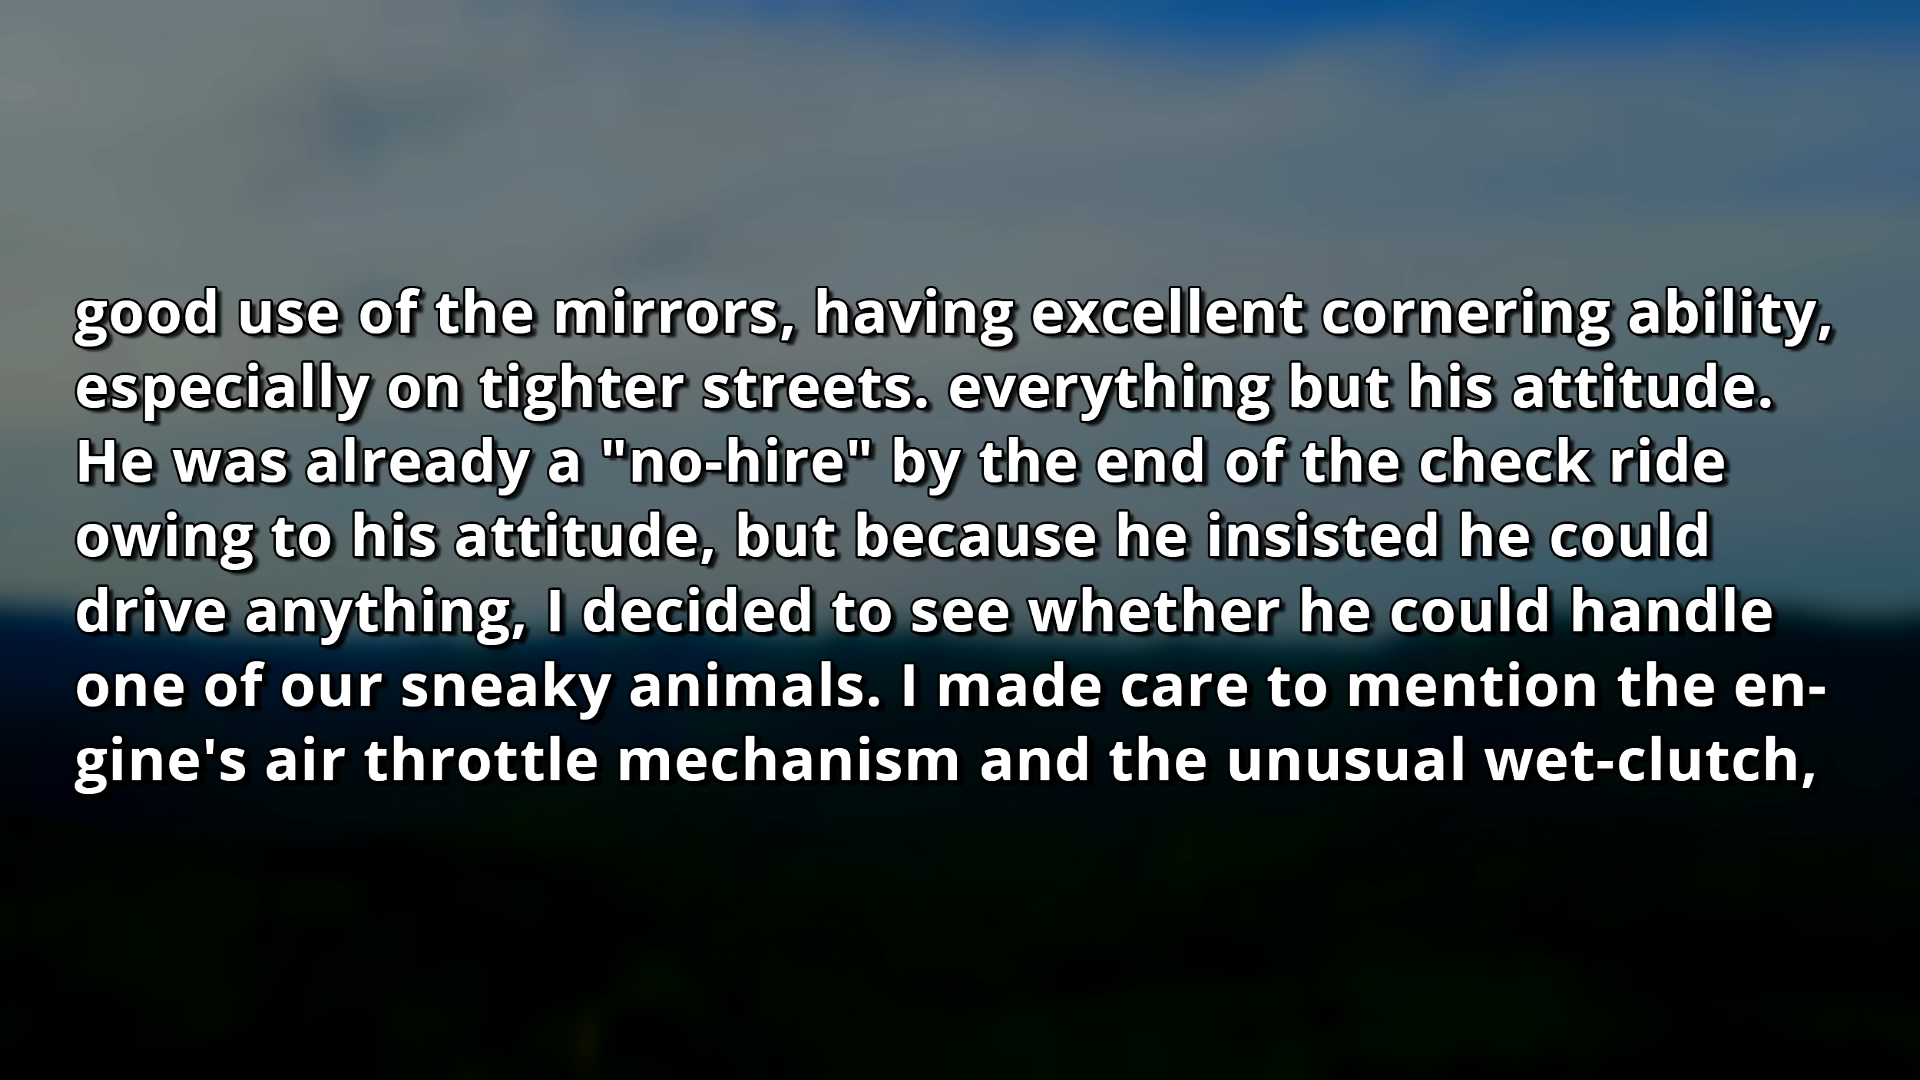 good use of the mirrors, having excellent cornering ability,
especially on tighter streets. everything but his attitude.
He was already a "no-hire" by the end of the check ride
owing to his attitude, but because he insisted he could
drive anything, I decided to see whether he could handle
one of our sneaky animals. I made care to mention the en-
gine's air throttle mechanism and the unusual wet-clutch,